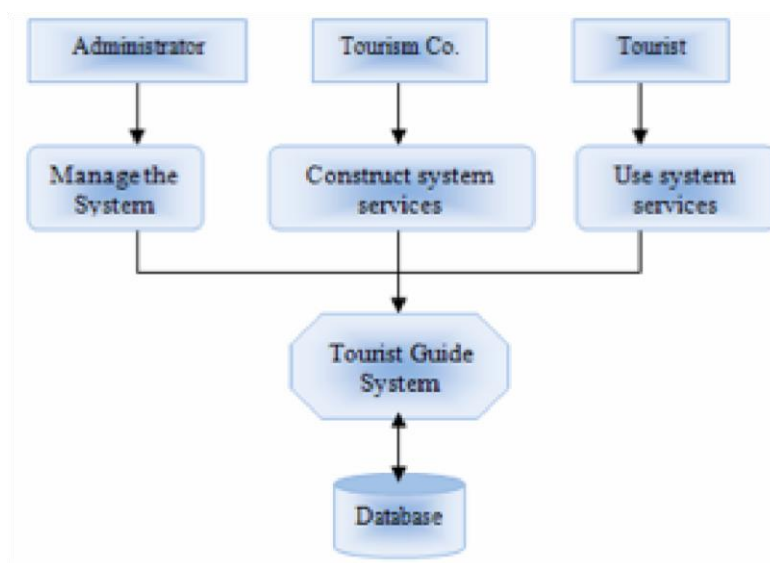 Administrator
Tourism Co.
Tourist
Manage the
System
Construct system
services
Use system
services
Tourist Guide
System
Database